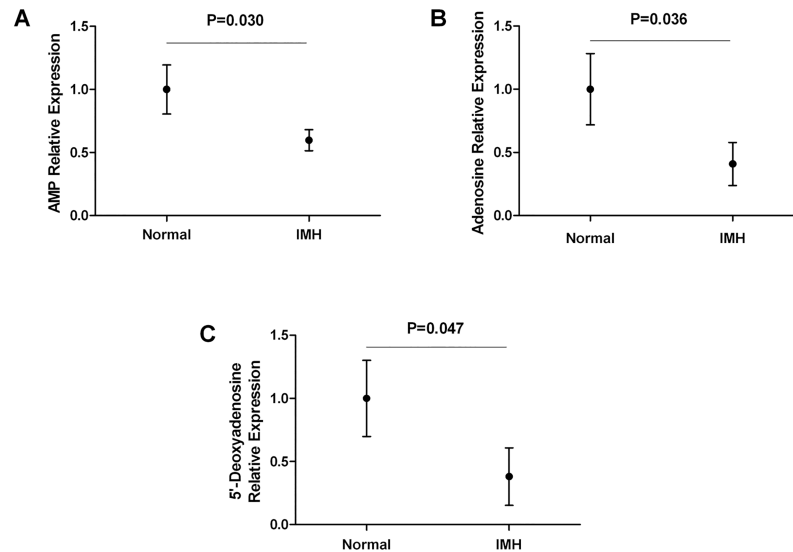 A
P=0.030
AMP Relative Expression
1.5
1.0
0.5
0.0
Normal IMH
B
P=0.036
Adenosine Relative Expression
1.5
1.0
0.5
0.0
Normal IMH
C
P=0.047
5'-Deoxyadenosine
Relative Expression
1.5
1.0
0.5
0.0
Normal IMH